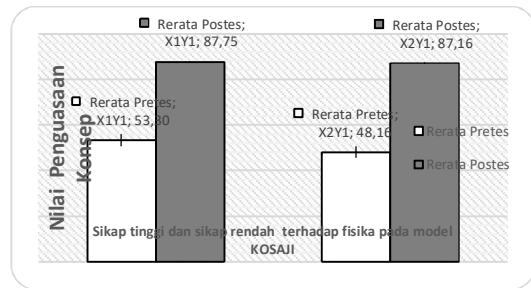 Rerata Postes;
X1Y1; 87,75
Rerata Postes;
X2Y1; 87,16
Rerata Pretes;
X1Y1; 53,30
Rerata Pretes;
X2Y1; 48,16
Nilai Penguasaan
Konsep
Rerata Pretes
Rerata Postes
Sikap tinggi dan sikap rendah terhadap fisika pada model
KOSAJI